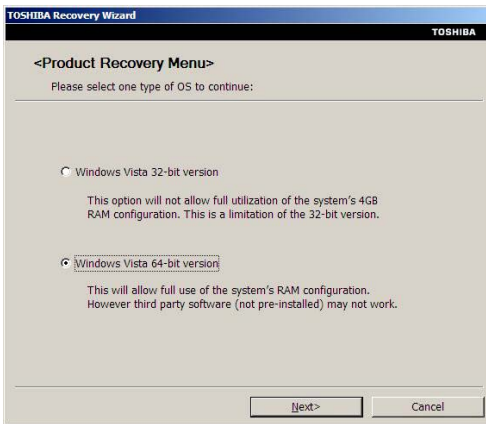 TOSHIBA Recovery Wizard
TOSHIBA
<Product Recovery Menu>
Please select one type of OS to continue:
Windows Vista 32-bit version
This option will not allow full utilization of the system's 4GB
RAM configuration. This is a limitation of the 32-bit version.
Windows Vista 64-bit version
This will allow full use of the system's RAM configuration.
However third party software (not pre-installed) may not work.
Next>
Cancel